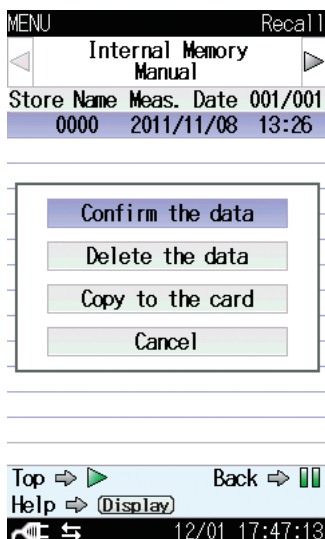 MENU Recall
Internal Memory
Manual
Store Name Meas. Date 001/001
0000 2011/11/08 13:26
Confirm the data
Delete the data
Copy to the card
Cancel
Top ⇨ Back ⇨
Help ⇨ (Display)
12/01 17:47:13